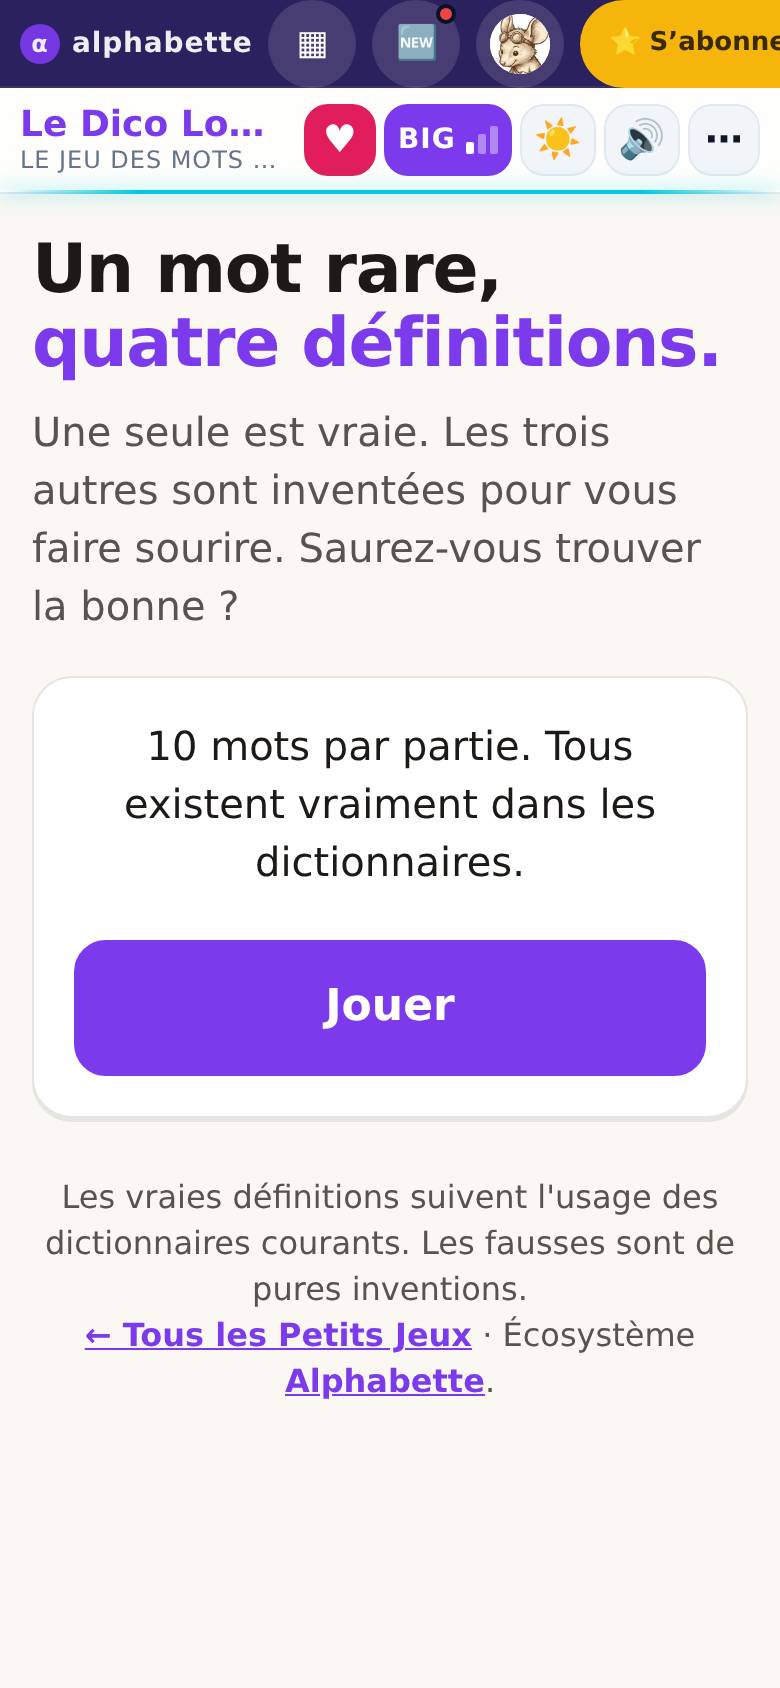 α alphabette ▦ NEW ⭐ S’abonne
Le Dico Lo…
LE JEU DES MOTS …
♥ BIG ☀️ 🔊 ⋯
Un mot rare,
quatre définitions.
Une seule est vraie. Les trois
autres sont inventées pour vous
faire sourire. Saurez-vous trouver
la bonne ?
10 mots par partie. Tous
existent vraiment dans les
dictionnaires.
Jouer
Les vraies définitions suivent l'usage des
dictionnaires courants. Les fausses sont de
pures inventions.
← Tous les Petits Jeux · Écosystème
Alphabette.